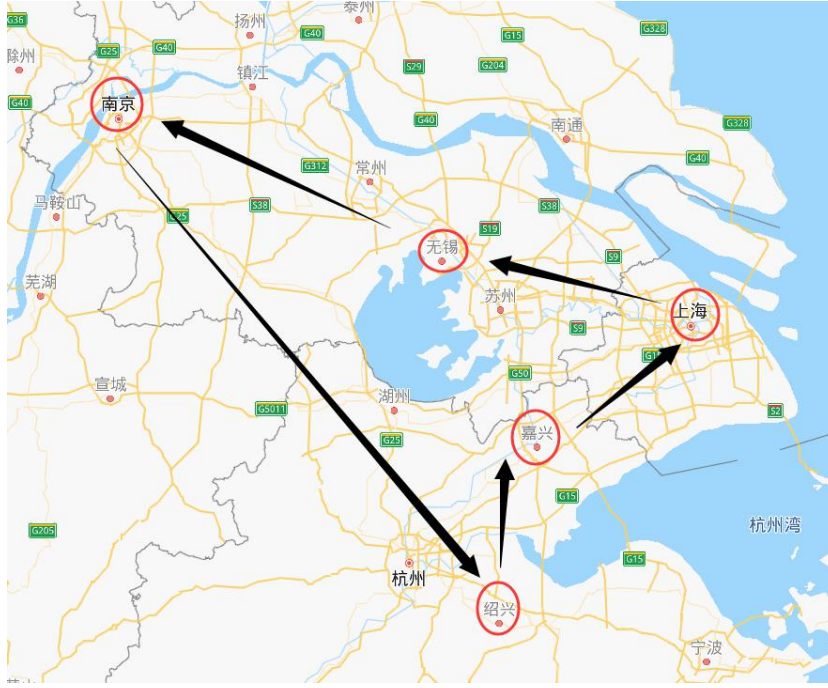 G36
扬州
泰州
G40
G15
G328
滁州
G25
G40
镇江
S29
G204
G40
南京
G40
南通
G328
G312
常州
G40
马鞍山
G25
S38
S38
S19
无锡
S9
芜湖
苏州
上海
S9
G50
宣城
湖州
G5011
S2
嘉兴
G25
G15
G205
杭州湾
G15
杭州
绍兴
宁波